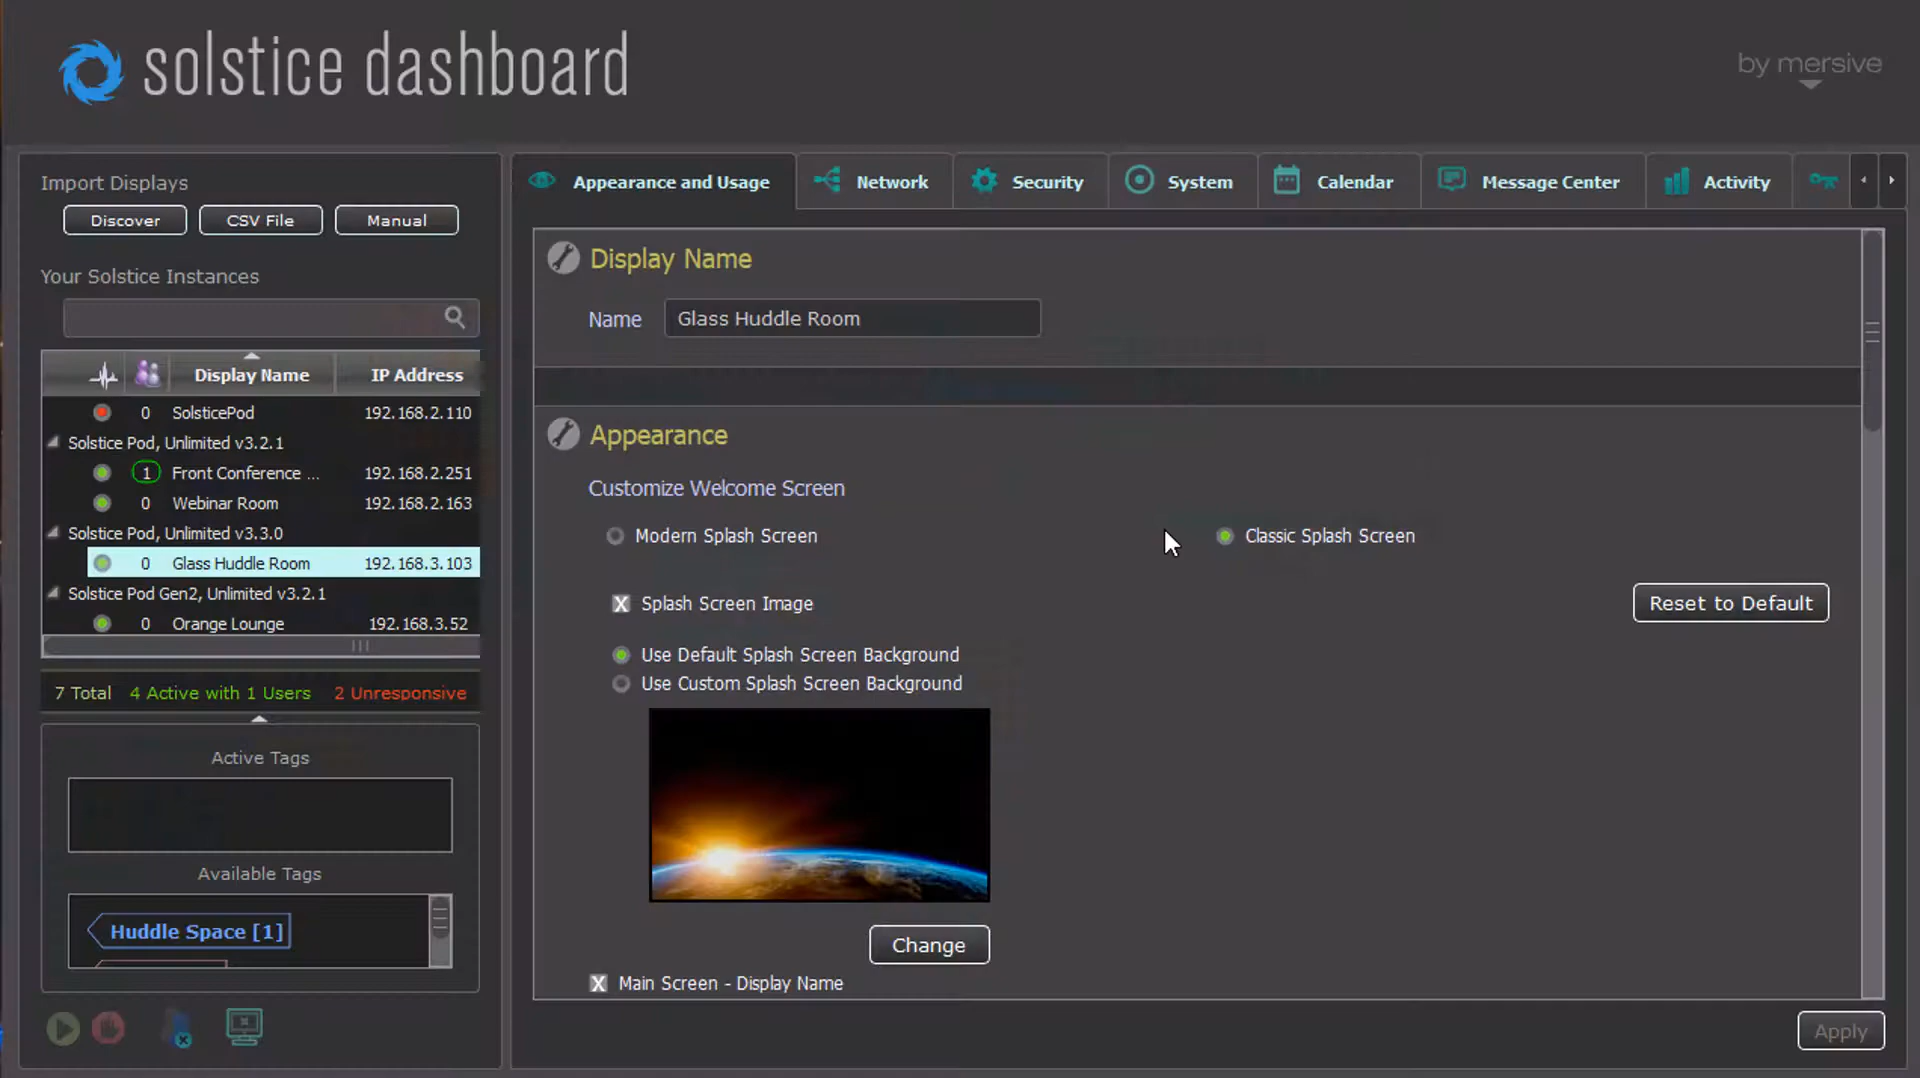 solstice dashboard
by mersive
Import Displays
Discover
CSV File
Manual
Your Solstice Instances
Display Name
IP Address
0 SolsticePod 192.168.2.110
Solstice Pod, Unlimited v3.2.1
1 Front Conference ... 192.168.2.251
0 Webinar Room 192.168.2.163
Solstice Pod, Unlimited v3.3.0
0 Glass Huddle Room 192.168.3.103
Solstice Pod Gen2, Unlimited v3.2.1
0 Orange Lounge 192.168.3.52
7 Total 4 Active with 1 Users 2 Unresponsive
Active Tags
Available Tags
Huddle Space [1]
Appearance and Usage
Network
Security
System
Calendar
Message Center
Activity
Display Name
Name Glass Huddle Room
Appearance
Customize Welcome Screen
Modern Splash Screen
Classic Splash Screen
X Splash Screen Image
Reset to Default
Use Default Splash Screen Background
Use Custom Splash Screen Background
Change
X Main Screen - Display Name
Apply